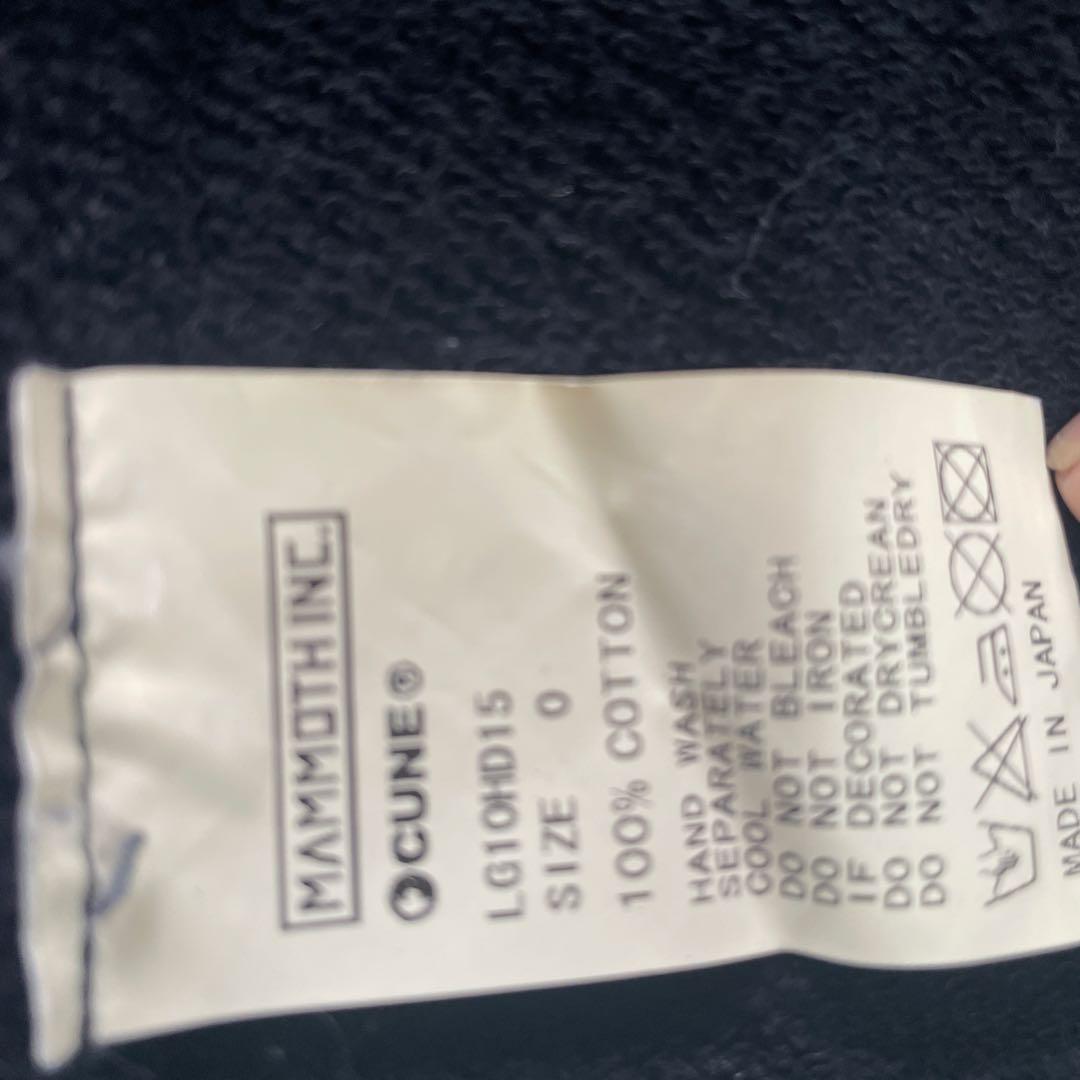 MAMMOTH INC.
CUNE®
LG10HD15
SIZE 0
100% COTTON
HAND WASH
SEPARATELY
COOL WATER
DO NOT BLEACH
DO NOT IRON
IF DECORATED
DO NOT DRYCREAN
DO NOT TUMBLEDRY
MADE IN JAPAN